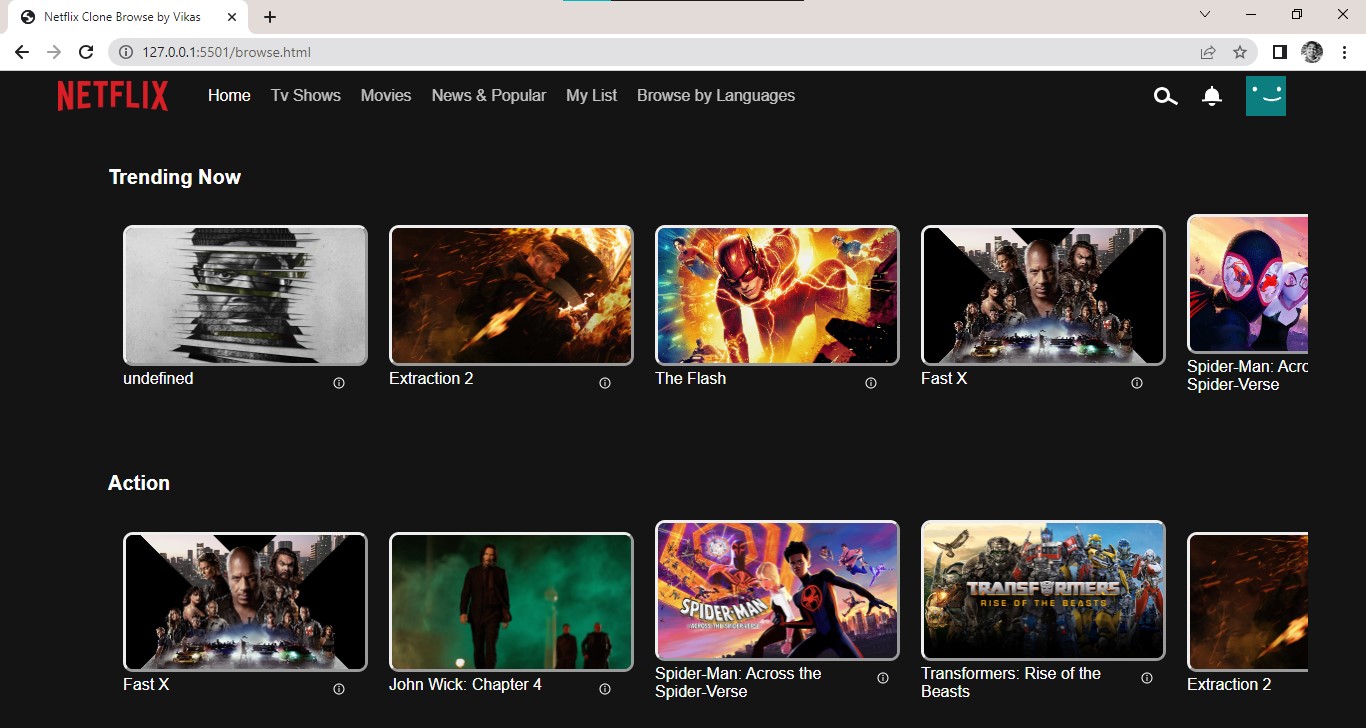 Netflix Clone Browse by Vikas
127.0.0.1:5501/browse.html
NETFLIX
Home
Tv Shows
Movies
News & Popular
My List
Browse by Languages
Trending Now
undefined
Extraction 2
The Flash
Fast X
Spider-Man: Acro
Spider-Verse
Action
SPIDER-MAN
ACROSS THE SPIDER-VERSE
TRANSFORMERS
RISE OF THE BEASTS
Fast X
John Wick: Chapter 4
Spider-Man: Across the
Spider-Verse
Transformers: Rise of the
Beasts
Extraction 2